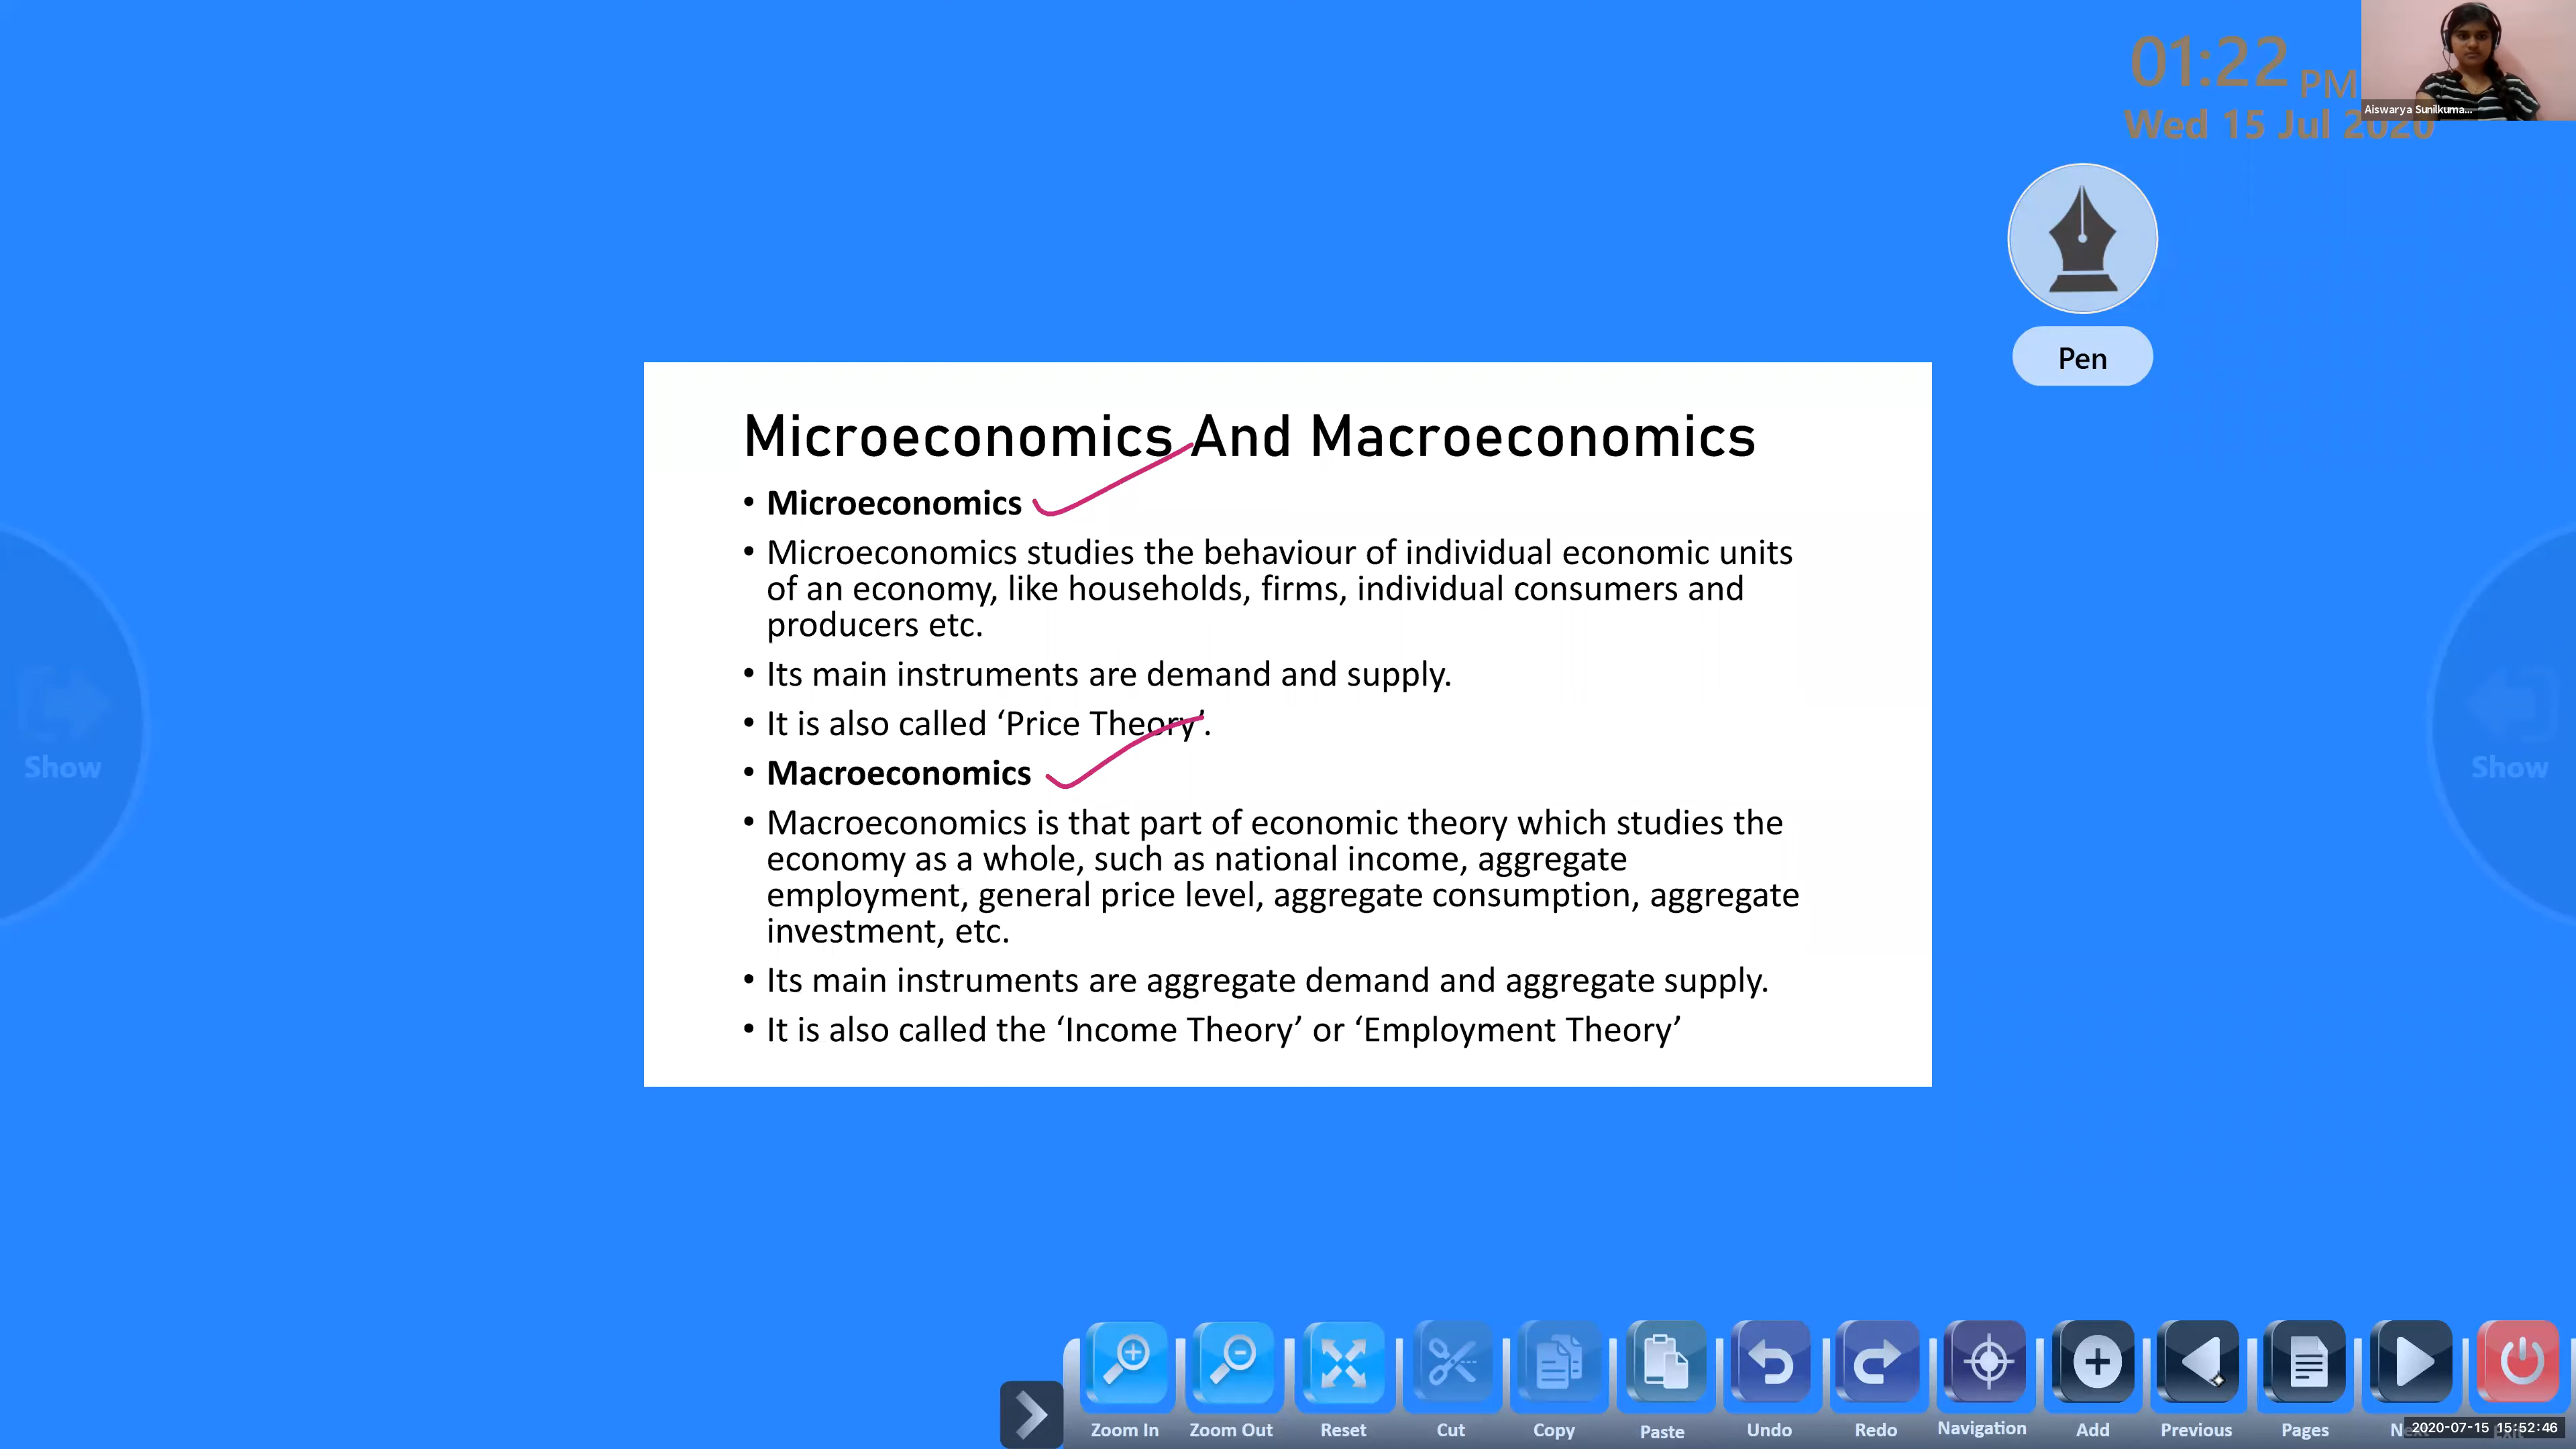 01:22 PM
Wed 15 Jul 2020
Aiswarya Sunilkuma...
Pen
Microeconomics And Macroeconomics
• Microeconomics
• Microeconomics studies the behaviour of individual economic units
of an economy, like households, firms, individual consumers and
producers etc.
• Its main instruments are demand and supply.
• It is also called ‘Price Theory’.
• Macroeconomics
• Macroeconomics is that part of economic theory which studies the
economy as a whole, such as national income, aggregate
employment, general price level, aggregate consumption, aggregate
investment, etc.
• Its main instruments are aggregate demand and aggregate supply.
• It is also called the ‘Income Theory’ or ‘Employment Theory’
Show
Show
Zoom In Zoom Out Reset Cut Copy Paste Undo Redo Navigation Add Previous Pages
2020-07-15 15:52:46